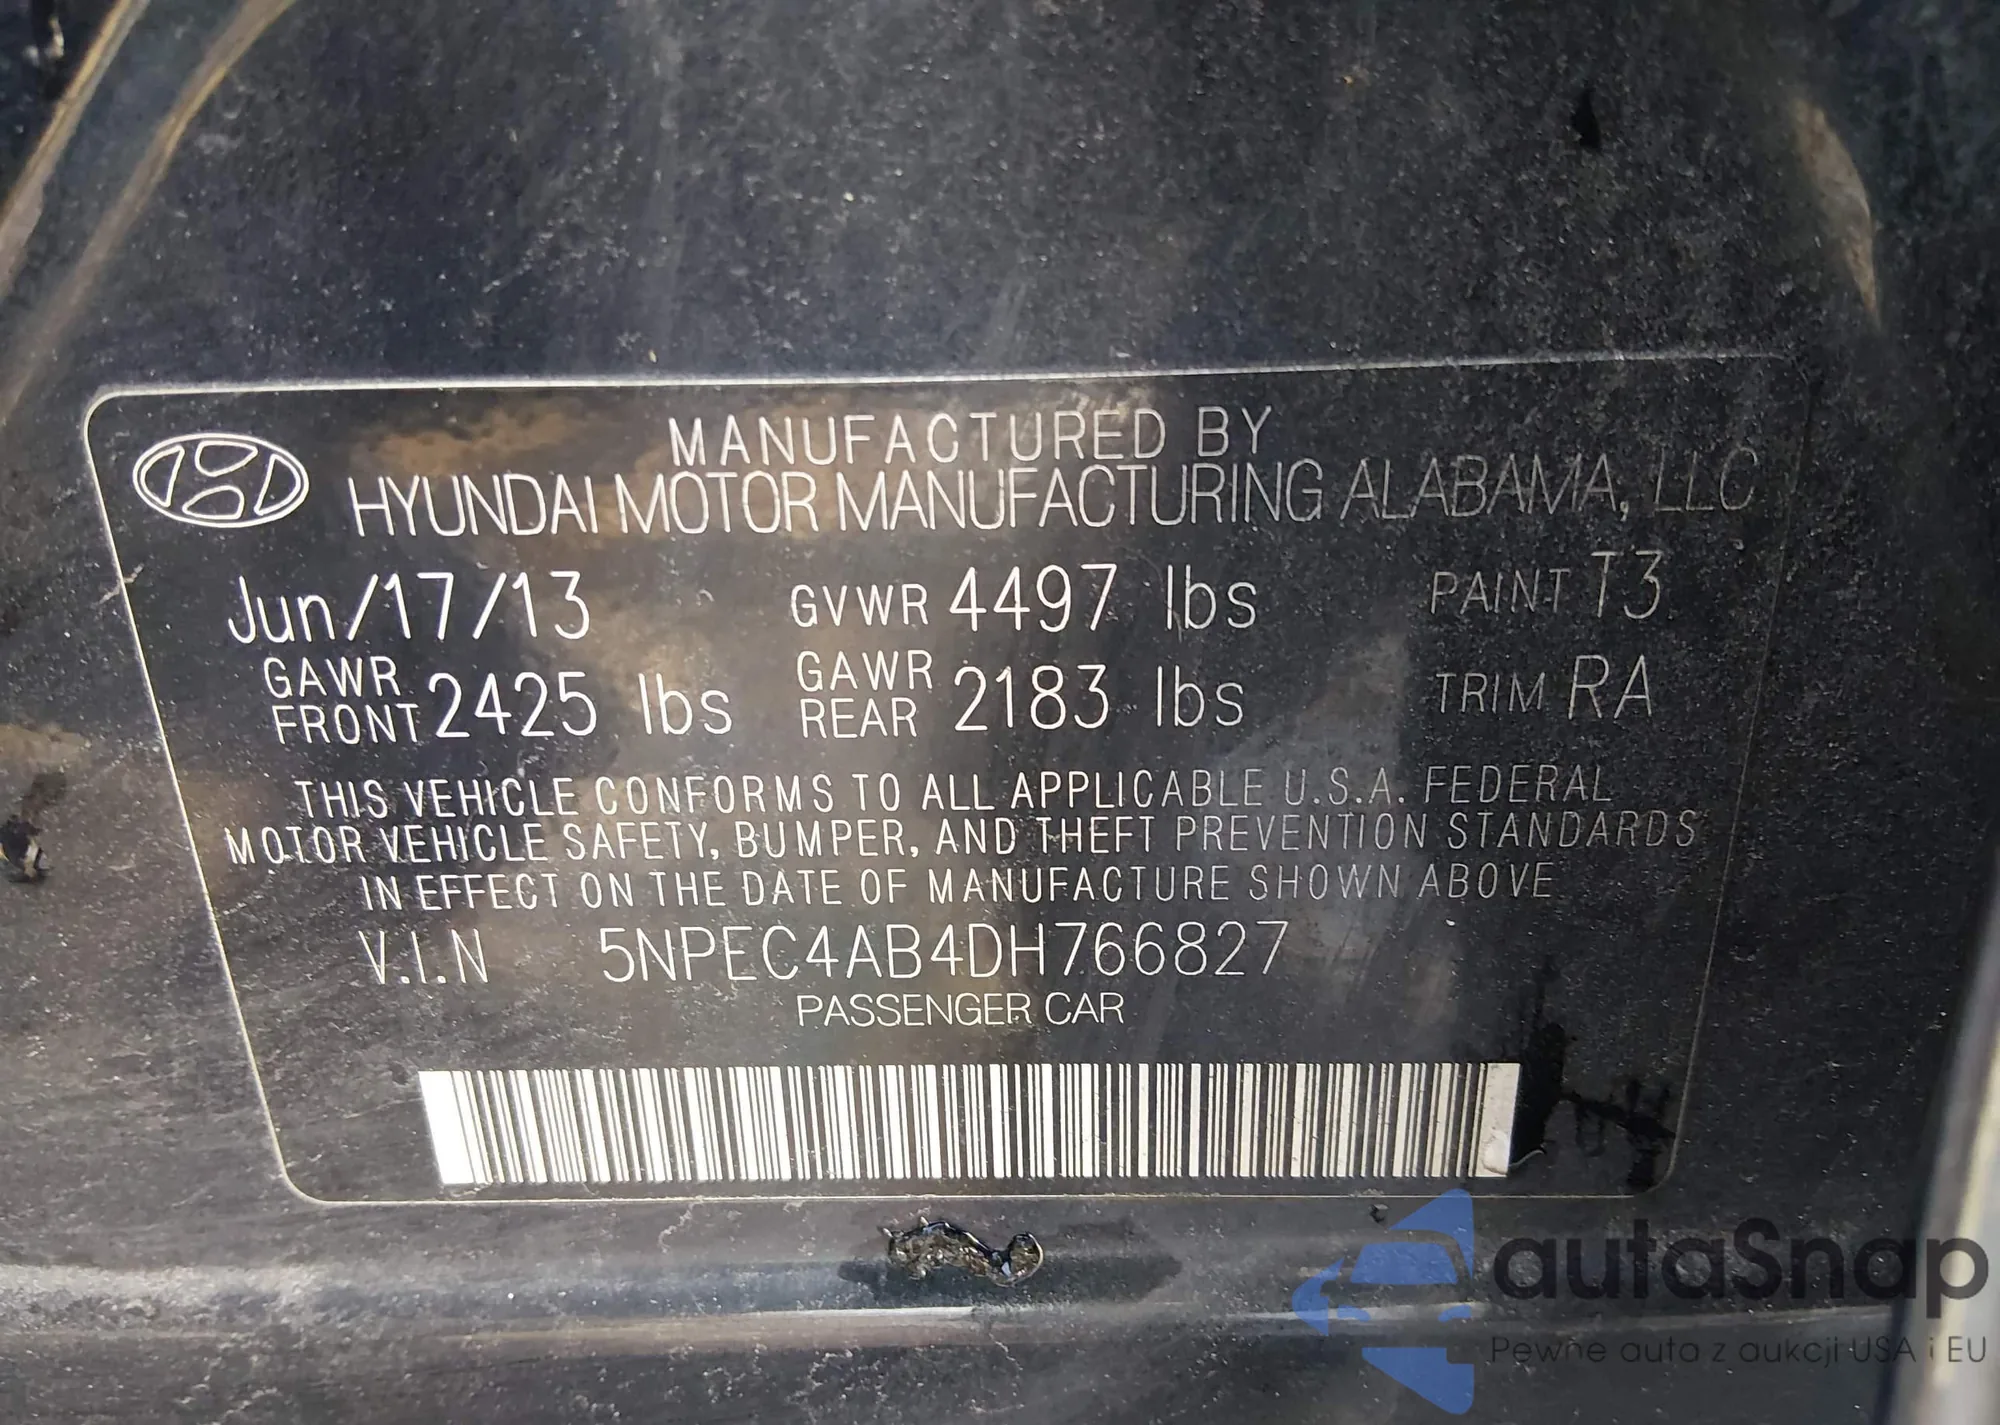 MANUFACTURED BY
HYUNDAI MOTOR MANUFACTURING ALABAMA, LLC
Jun/17/13 GVWR 4497 lbs PAINT T3
GAWR FRONT 2425 lbs GAWR REAR 2183 lbs TRIM RA
THIS VEHICLE CONFORMS TO ALL APPLICABLE U.S.A. FEDERAL
MOTOR VEHICLE SAFETY, BUMPER, AND THEFT PREVENTION STANDARDS
IN EFFECT ON THE DATE OF MANUFACTURE SHOWN ABOVE
V.I.N 5NPEC4AB4DH766827
PASSENGER CAR
autaSnap
Pewne auta z aukcji USA i EU